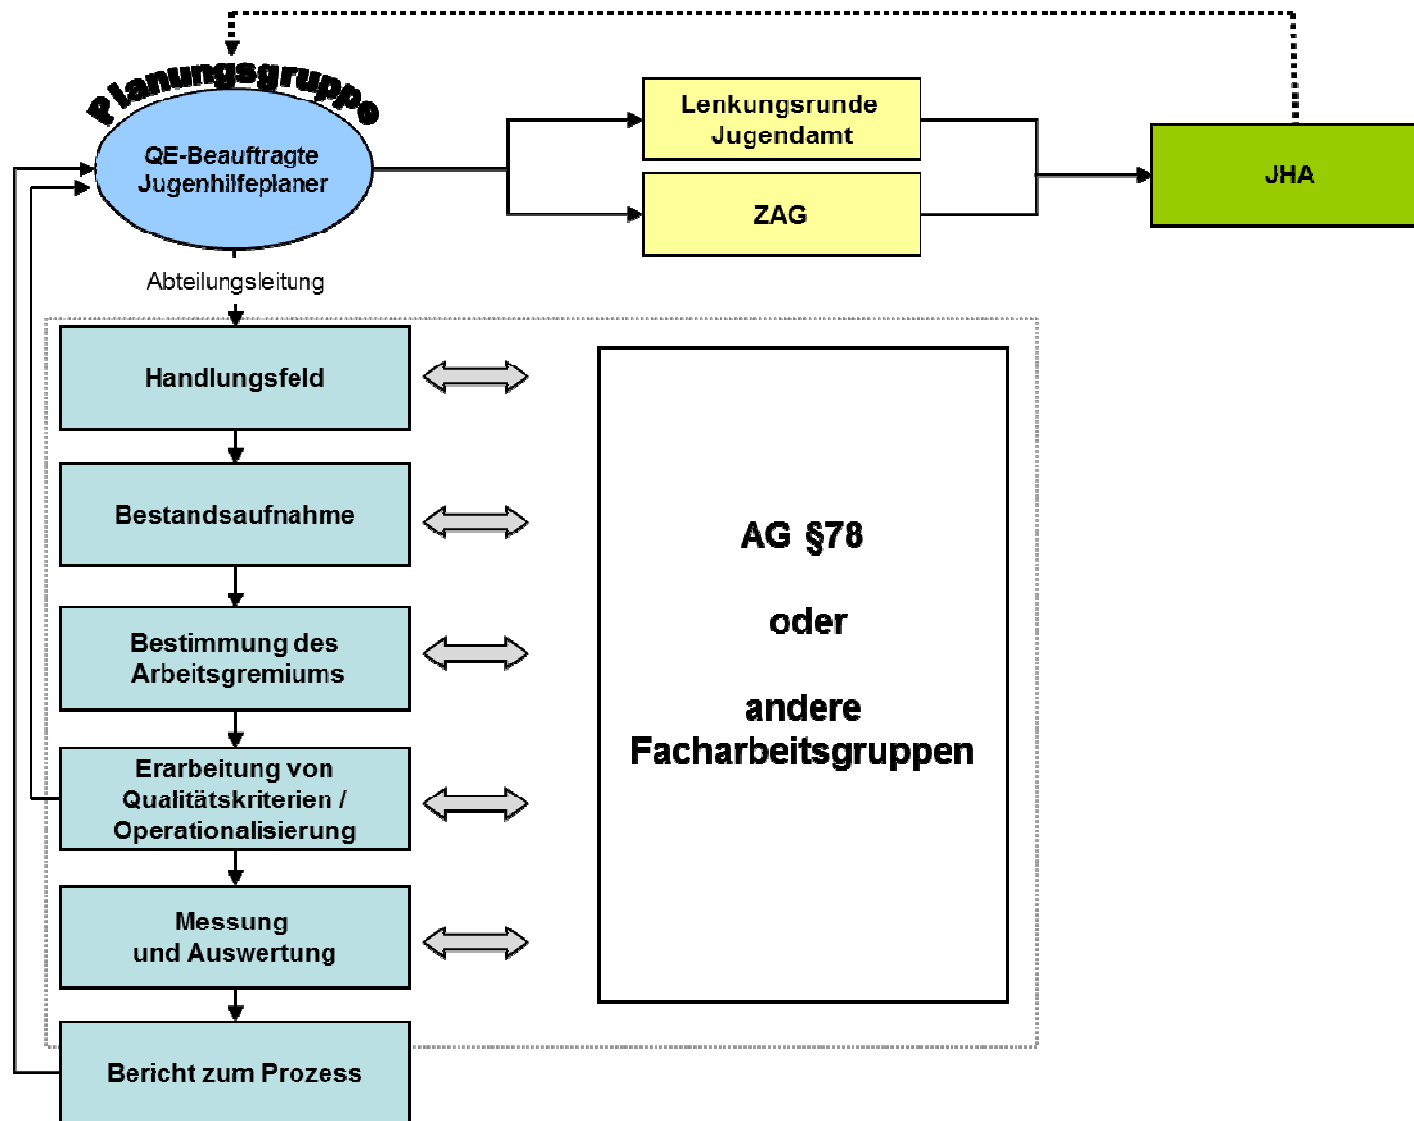 Planungsgruppe
QE-Beauftragte
Jugenhilfeplaner
Lenkungsrunde
Jugendamt
ZAG
JHA
Abteilungsleitung
Handlungsfeld
Bestandsaufnahme
Bestimmung des
Arbeitsgremiums
Erarbeitung von
Qualitätskriterien /
Operationalisierung
Messung
und Auswertung
Bericht zum Prozess
AG §78
oder
andere
Facharbeitsgruppen